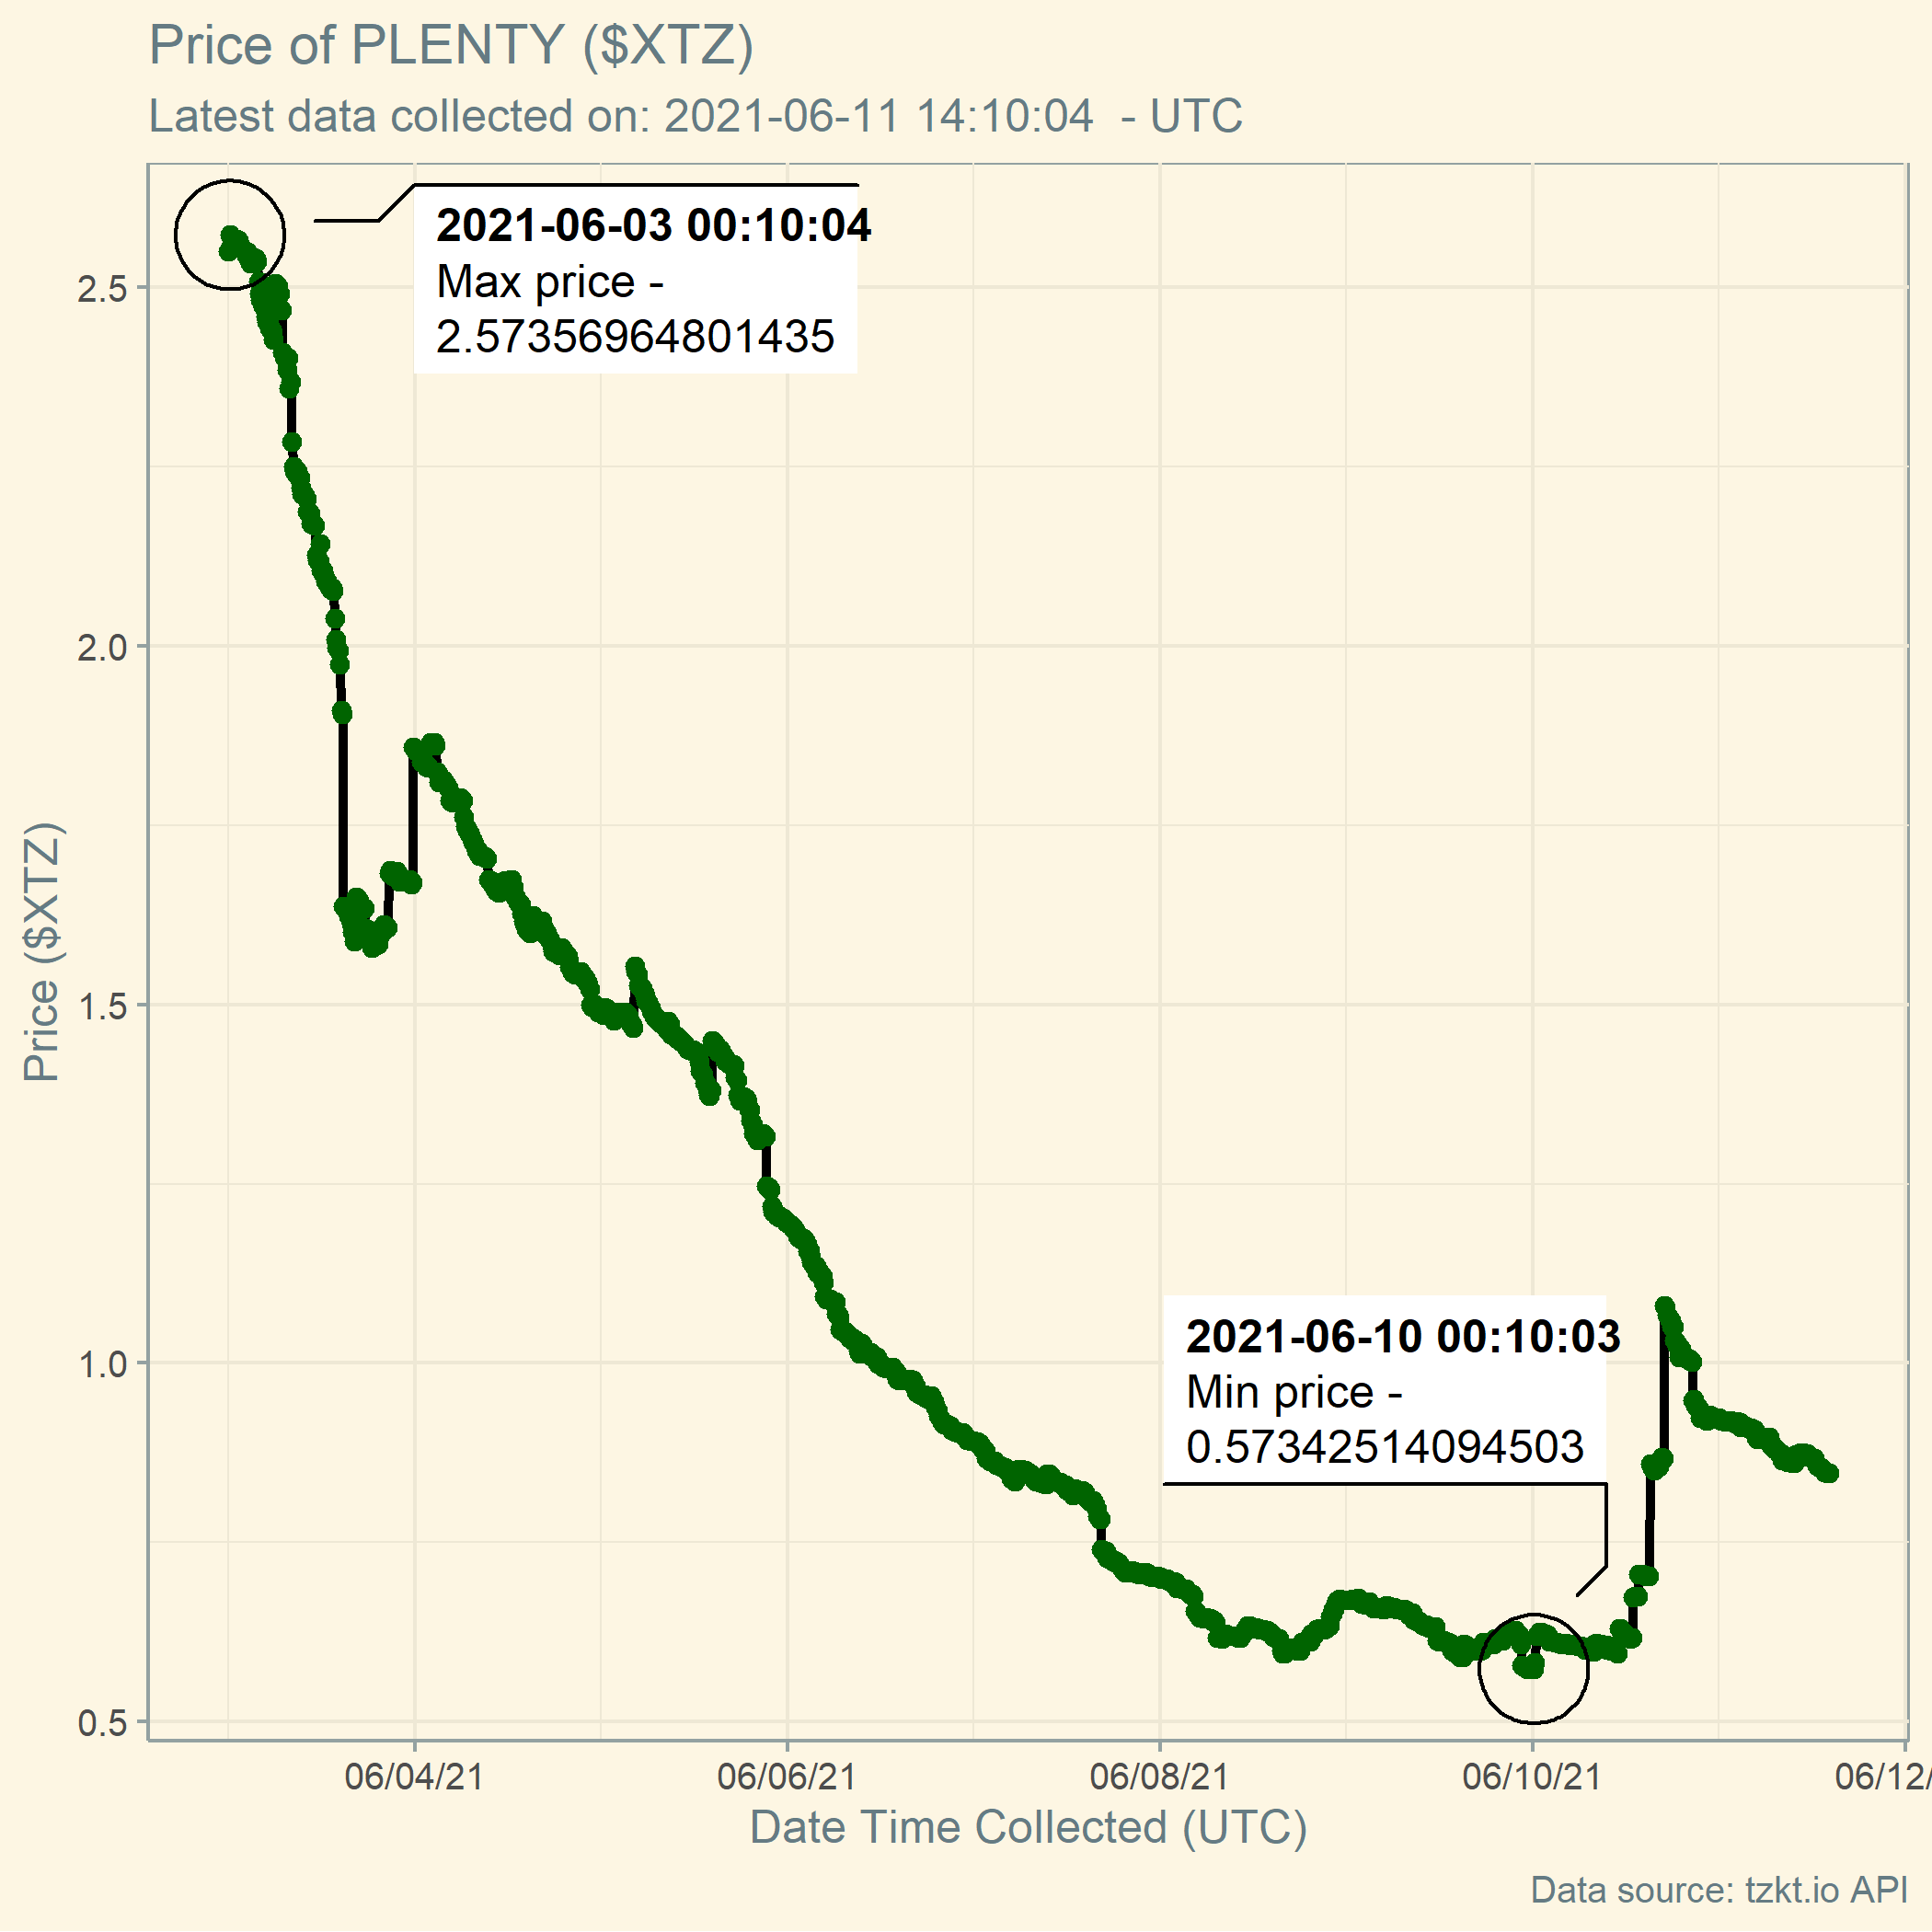 Price of PLENTY ($XTZ)
Latest data collected on: 2021-06-11 14:10:04  - UTC
2021-06-03 00:10:04
Max price -
2.57356964801435
2021-06-10 00:10:03
Min price -
0.57342514094503
Price ($XTZ)
2.5
2.0
1.5
1.0
0.5
06/04/21
06/06/21
06/08/21
06/10/21
06/12/
Date Time Collected (UTC)
Data source: tzkt.io API